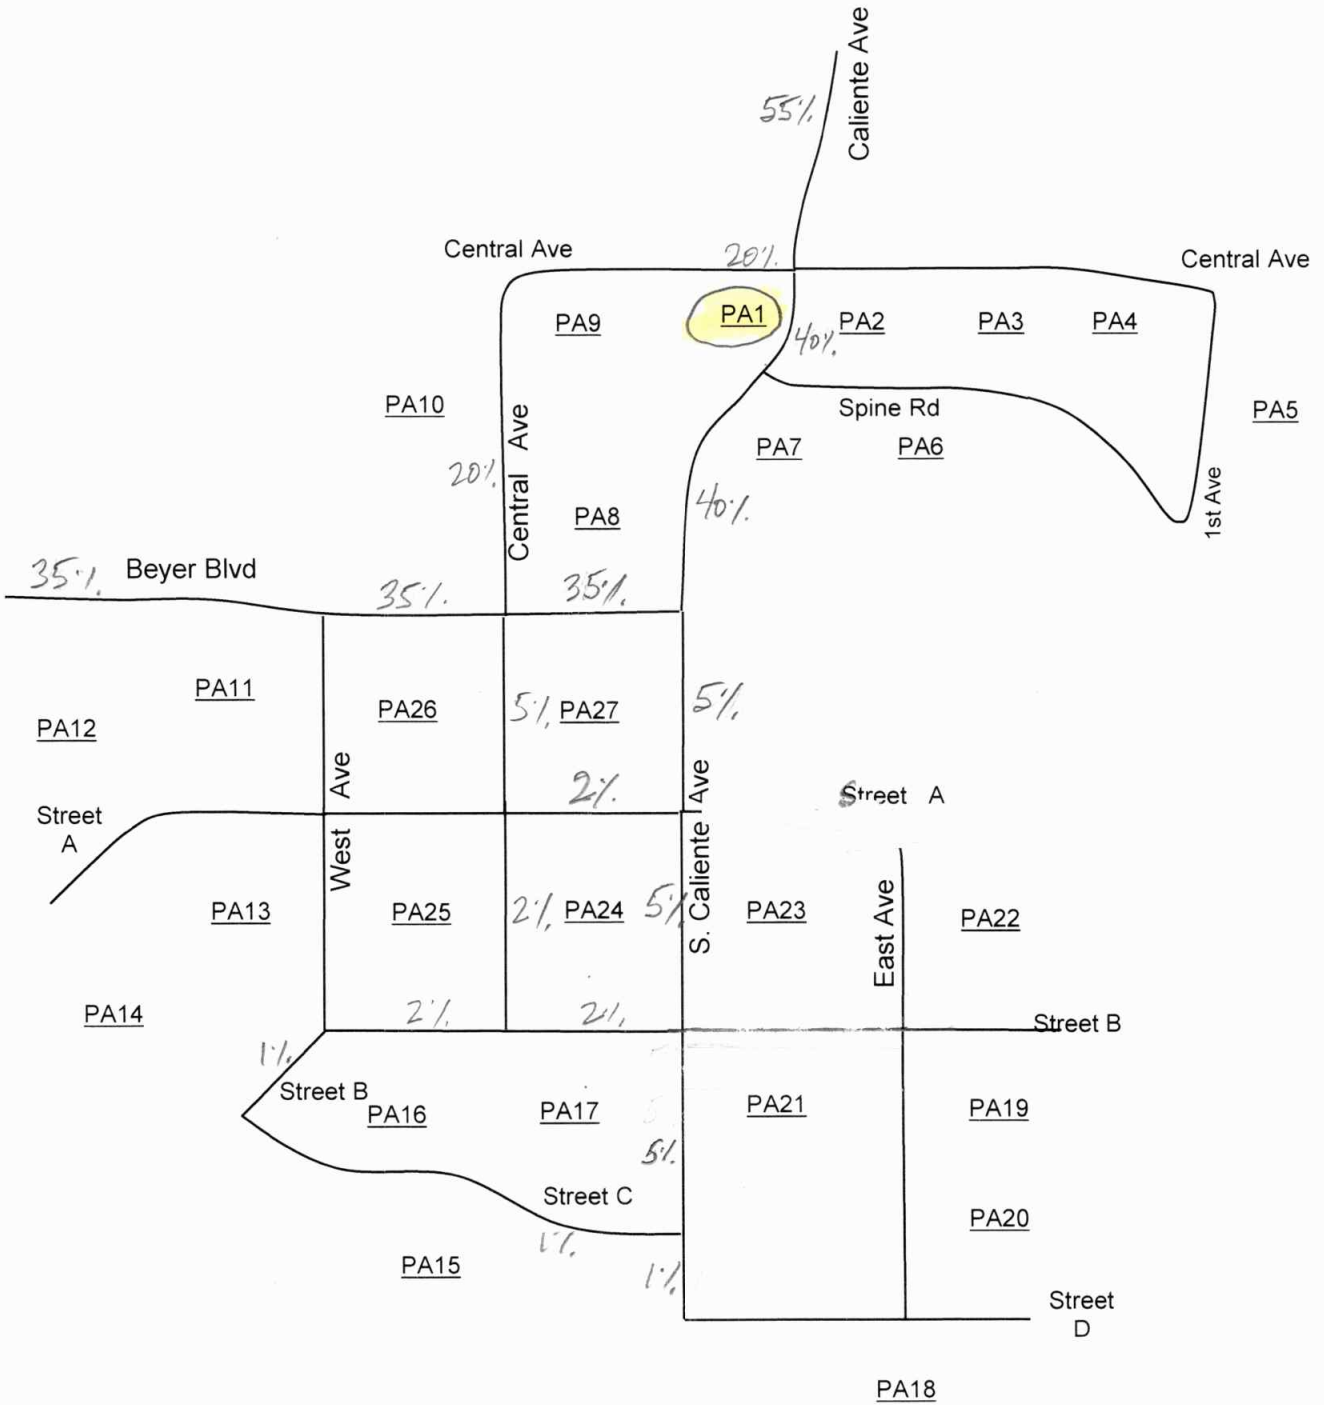 Caliente Ave
55%
Central Ave
20%
Central Ave
PA9
PA1
40%
PA2
PA3
PA4
PA10
Central Ave
Spine Rd
PA5
PA7
PA6
20%
40%
1st Ave
PA8
35%
Beyer Blvd
35%
35%
PA11
PA26
5%
PA27
5%
PA12
West Ave
2%
S. Caliente Ave
Street A
Street
A
PA13
PA25
2%
PA24
5%
PA23
East Ave
PA22
PA14
2%
2%
Street B
1%
Street B
PA16
PA17
PA21
PA19
5%
Street C
PA20
1%
PA15
1%
Street
D
PA18